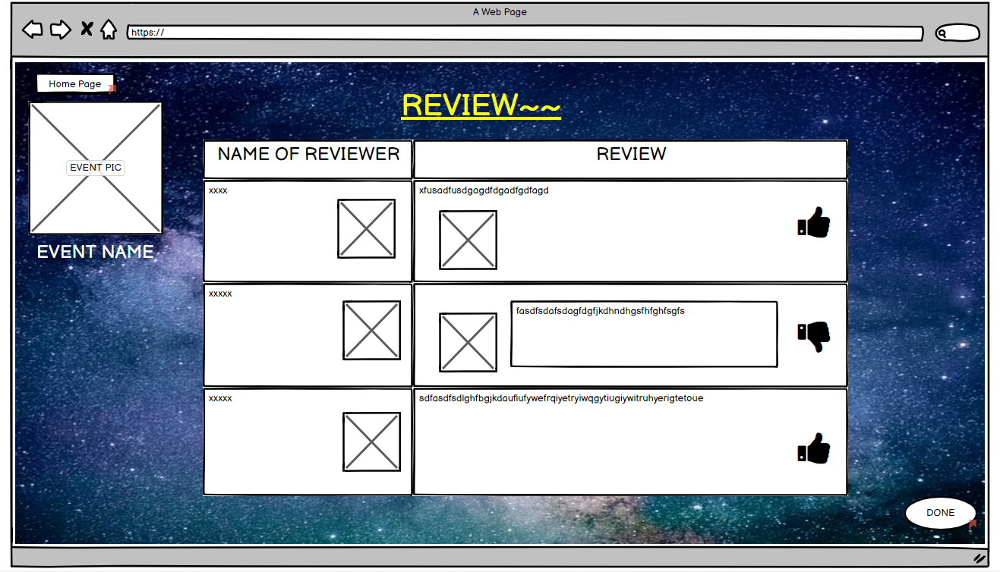 A Web Page
https://
Home Page
REVIEW~~
EVENT PIC
EVENT NAME
NAME OF REVIEWER
REVIEW
xxxx
xfusadfusdgagdfdgadfgdfagd
xxxxx
fasdfsdafsdagfdgfjkdhndhgsfhfghfsgfs
xxxxx
sdfasdfsdlghfbgjkdaufiufywefrqiyetryiwqgytiugiywitruhyerigtetoue
DONE